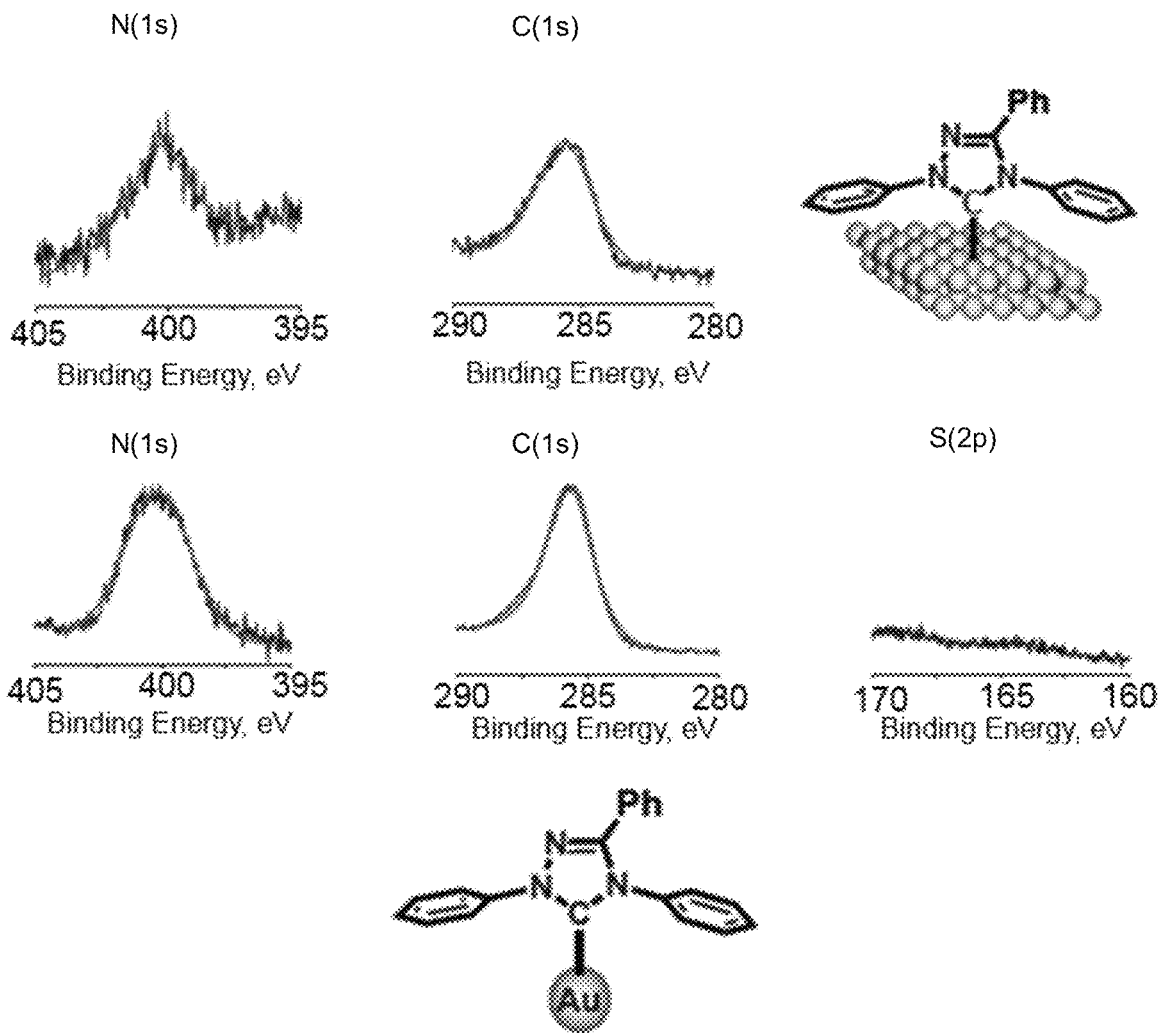 N(1s)
C(1s)
Ph
N
N
N
C
405
400
395
Binding Energy, eV
290
285
280
Binding Energy, eV
N(1s)
C(1s)
S(2p)
405
400
395
Binding Energy, eV
290
285
280
Binding Energy, eV
170
165
160
Binding Energy, eV
Ph
N
N
N
C
Au